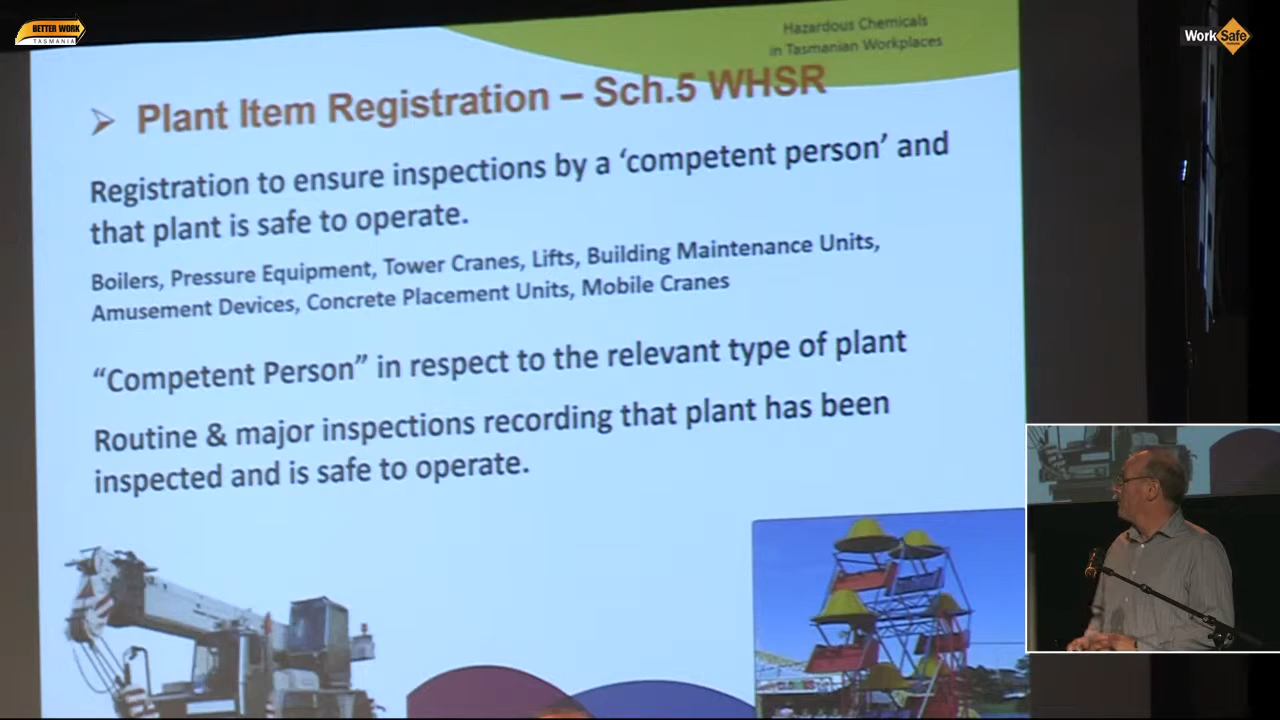 BETTER WORK
TASMANIA
WorkSafe
Hazardous Chemicals
in Tasmanian Workplaces
Plant Item Registration – Sch.5 WHSR
Registration to ensure inspections by a ‘competent person’ and
that plant is safe to operate.
Boilers, Pressure Equipment, Tower Cranes, Lifts, Building Maintenance Units,
Amusement Devices, Concrete Placement Units, Mobile Cranes
“Competent Person” in respect to the relevant type of plant
Routine & major inspections recording that plant has been
inspected and is safe to operate.